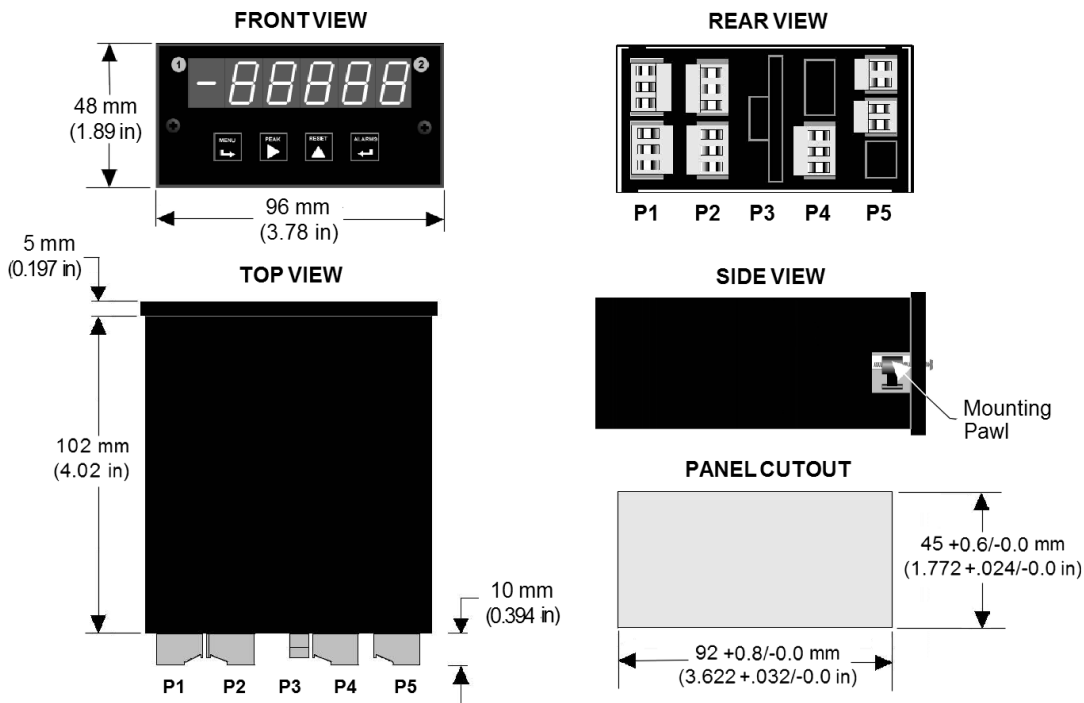 FRONT VIEW
1
-88888
2
MENU
PEAK
RESET
ALARMS
48 mm
(1.89 in)
96 mm
(3.78 in)
REAR VIEW
P1 P2 P3 P4 P5
5 mm
(0.197 in)
TOP VIEW
102 mm
(4.02 in)
10 mm
(0.394 in)
P1 P2 P3 P4 P5
SIDE VIEW
Mounting
Pawl
PANEL CUTOUT
45 +0.6/-0.0 mm
(1.772 +.024/-0.0 in)
92 +0.8/-0.0 mm
(3.622 +.032/-0.0 in)